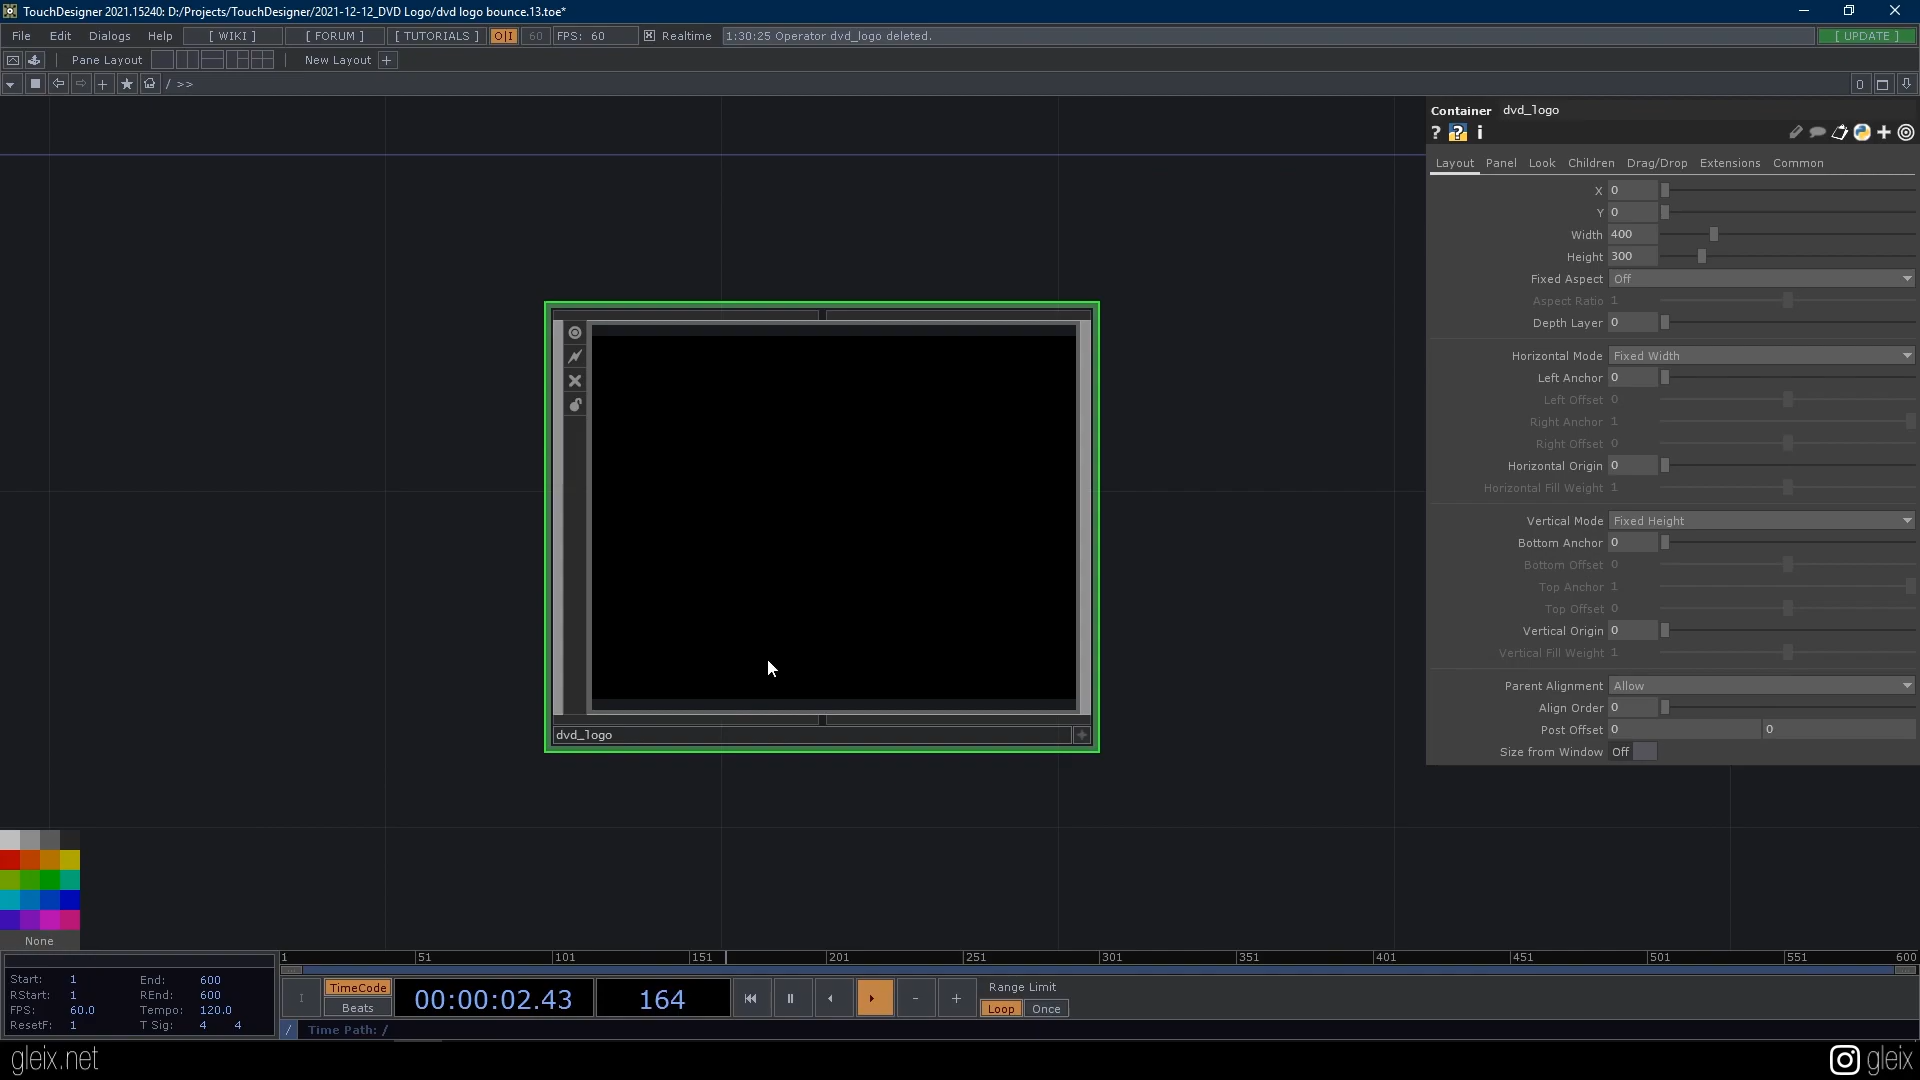 TouchDesigner 2021.15240: D:/Projects/TouchDesigner/2021-12-12_DVD Logo/dvd logo bounce.13.toe*
File Edit Dialogs Help [ WIKI ] [ FORUM ] [ TUTORIALS ] O|I 60 FPS: 60 Realtime 1:30:25 Operator dvd_logo deleted. [ UPDATE ]
Pane Layout New Layout +
/ >> 0
Container dvd_logo
? ? i
Layout Panel Look Children Drag/Drop Extensions Common
X 0
Y 0
Width 400
Height 300
Fixed Aspect Off
Aspect Ratio 1
Depth Layer 0
Horizontal Mode Fixed Width
Left Anchor 0
Left Offset 0
Right Anchor 1
Right Offset 0
Horizontal Origin 0
Horizontal Fill Weight 1
Vertical Mode Fixed Height
Bottom Anchor 0
Bottom Offset 0
Top Anchor 1
Top Offset 0
Vertical Origin 0
Vertical Fill Weight 1
Parent Alignment Allow
Align Order 0
Post Offset 0 0
Size from Window Off
dvd_logo
None
1 51 101 151 201 251 301 351 401 451 501 551 600
Start: 1 End: 600
RStart: 1 REnd: 600
FPS: 60.0 Tempo: 120.0
ResetF: 1 T Sig: 4 4
I TimeCode Beats 00:00:02.43 164 - +
Range Limit
Loop Once
/ Time Path: /
gleix.net
gleix